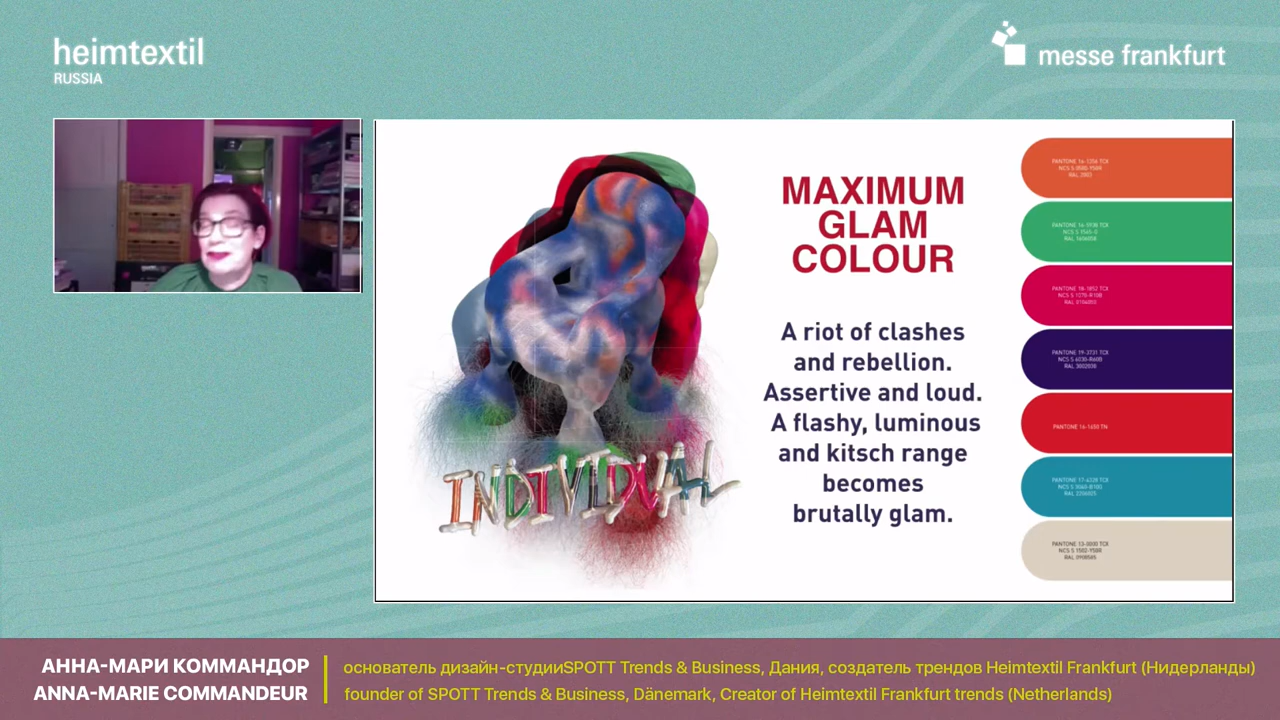 heimtextil
RUSSIA
messe frankfurt
MAXIMUM
GLAM
COLOUR
A riot of clashes
and rebellion.
Assertive and loud.
A flashy, luminous
and kitsch range
becomes
brutally glam.
INDIVIDUAL
АННА-МАРИ КОММАНДОР
ANNA-MARIE COMMANDEUR
основатель дизайн-студииSPOTT Trends & Business, Дания, создатель трендов Heimtextil Frankfurt (Нидерланды)
founder of SPOTT Trends & Business, Dänemark, Creator of Heimtextil Frankfurt trends (Netherlands)